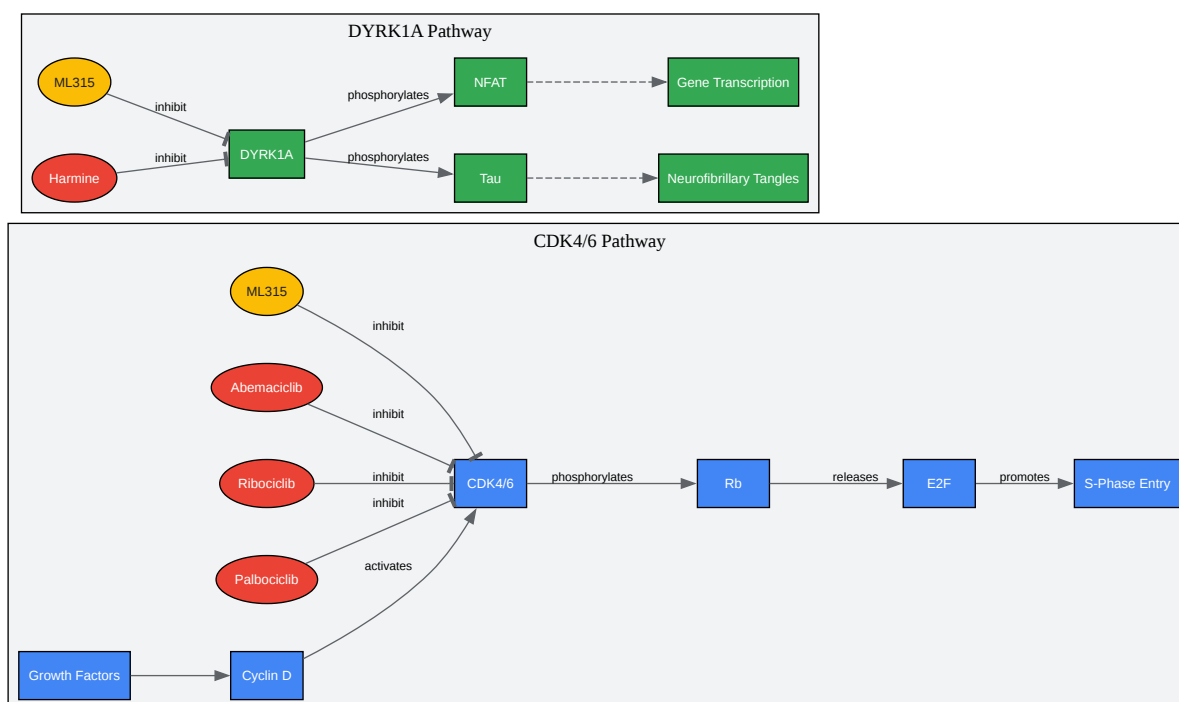 DYRK1A Pathway
ML315
inhibit
Harmine
inhibit
DYRK1A
phosphorylates
phosphorylates
NFAT
Gene Transcription
Tau
Neurofibrillary Tangles
CDK4/6 Pathway
ML315
inhibit
Abemaciclib
inhibit
Ribociclib
inhibit
Palbociclib
inhibit
Growth Factors
Cyclin D
activates
CDK4/6
phosphorylates
Rb
releases
E2F
promotes
S-Phase Entry